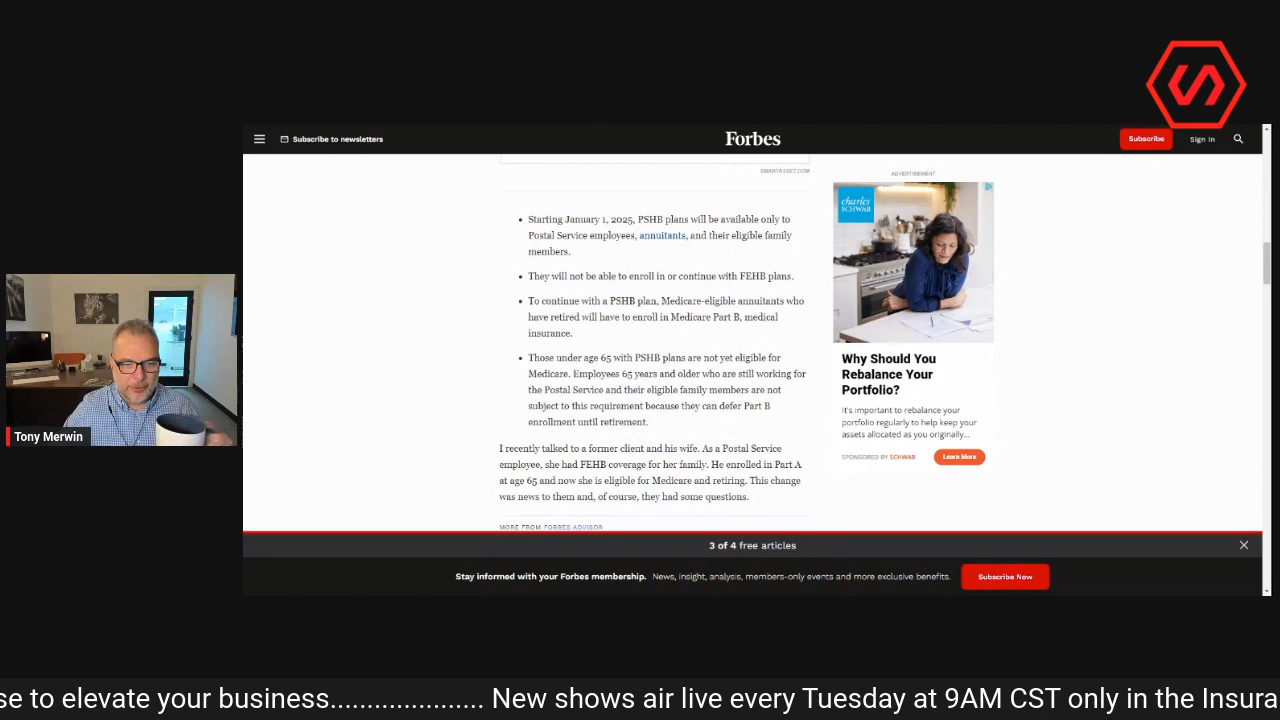 Subscribe to newsletters
Forbes
Subscribe
Sign In
SMARTASSET.COM
• Starting January 1, 2025, PSHB plans will be available only to
Postal Service employees, annuitants, and their eligible family
members.
• They will not be able to enroll in or continue with FEHB plans.
• To continue with a PSHB plan, Medicare-eligible annuitants who
have retired will have to enroll in Medicare Part B, medical
insurance.
• Those under age 65 with PSHB plans are not yet eligible for
Medicare. Employees 65 years and older who are still working for
the Postal Service and their eligible family members are not
subject to this requirement because they can defer Part B
enrollment until retirement.
I recently talked to a former client and his wife. As a Postal Service
employee, she had FEHB coverage for her family. He enrolled in Part A
at age 65 and now she is eligible for Medicare and retiring. This change
was news to them and, of course, they had some questions.
MORE FROM FORBES ADVISOR
ADVERTISEMENT
charles
SCHWAB
Why Should You
Rebalance Your
Portfolio?
It's important to rebalance your
portfolio regularly to help keep your
assets allocated as you originally...
SPONSORED BY SCHWAB
Learn More
3 of 4 free articles
Stay informed with your Forbes membership. News, insight, analysis, members-only events and more exclusive benefits.
Subscribe Now
Tony Merwin
se to elevate your business..................... New shows air live every Tuesday at 9AM CST only in the Insura